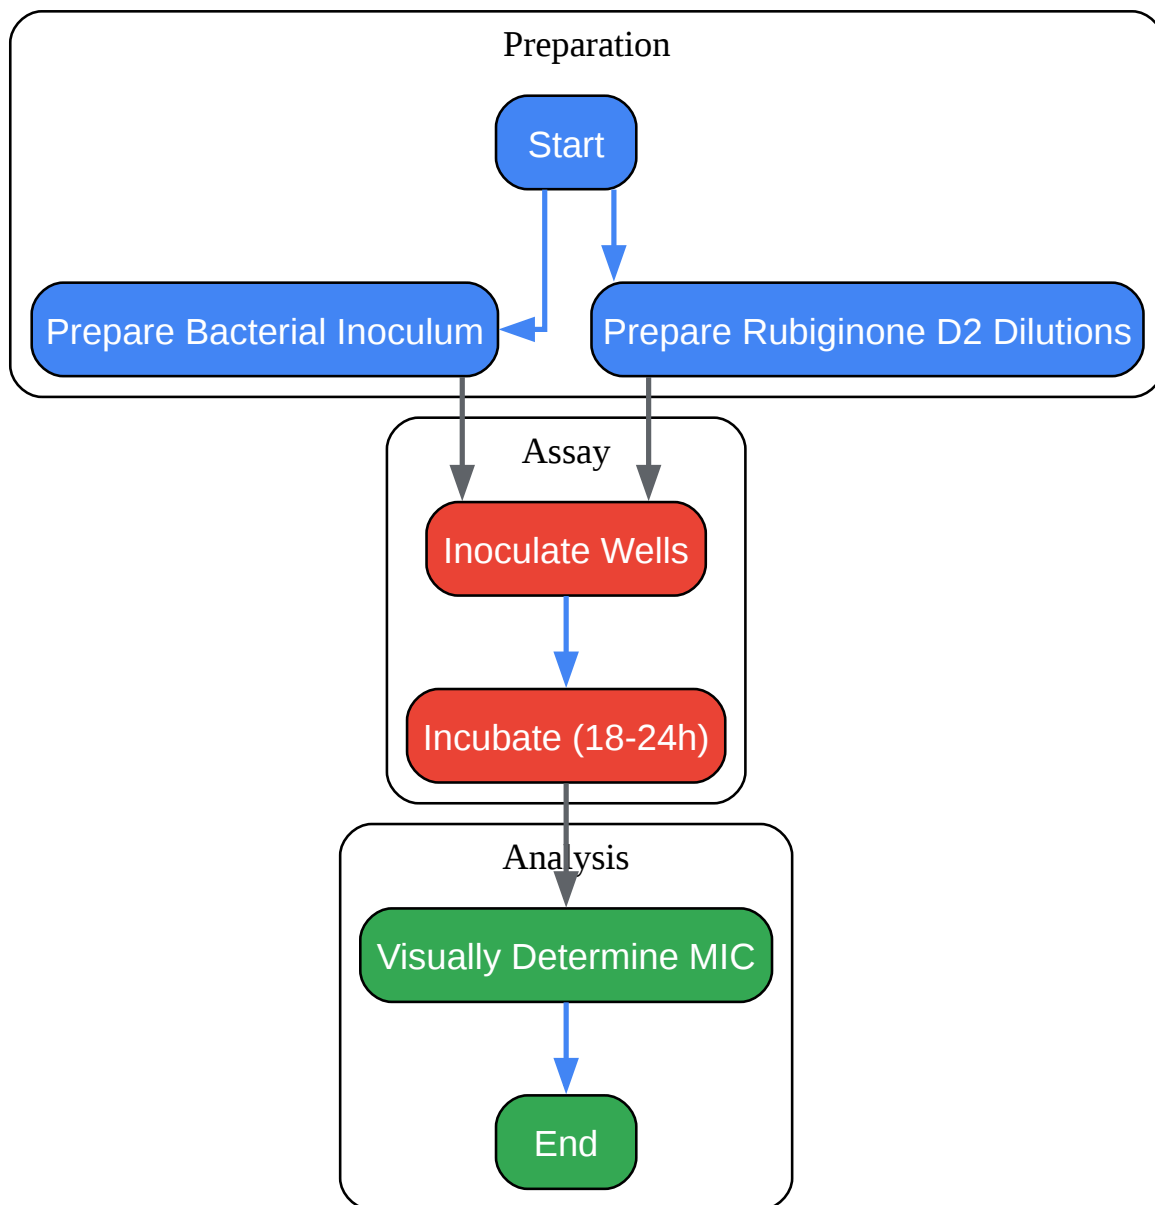 Preparation
Start
Prepare Bacterial Inoculum
Prepare Rubiginone D2 Dilutions
Assay
Inoculate Wells
Incubate (18-24h)
Analysis
Visually Determine MIC
End